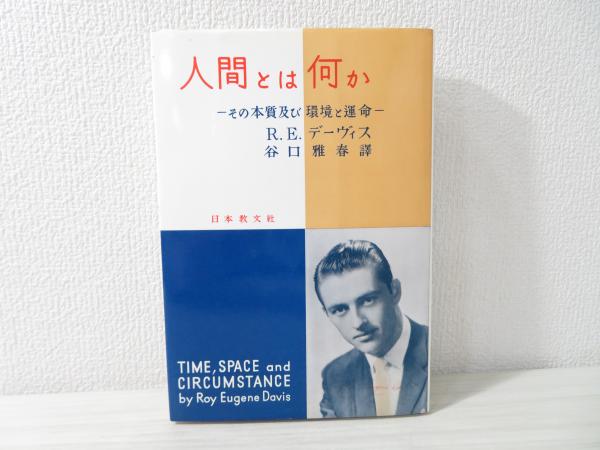 人間とは何か
−その本質及び環境と運命−
R.E.デーヴィス
谷口雅春譯
日本教文社
TIME, SPACE and
CIRCUMSTANCE
by Roy Eugene Davis